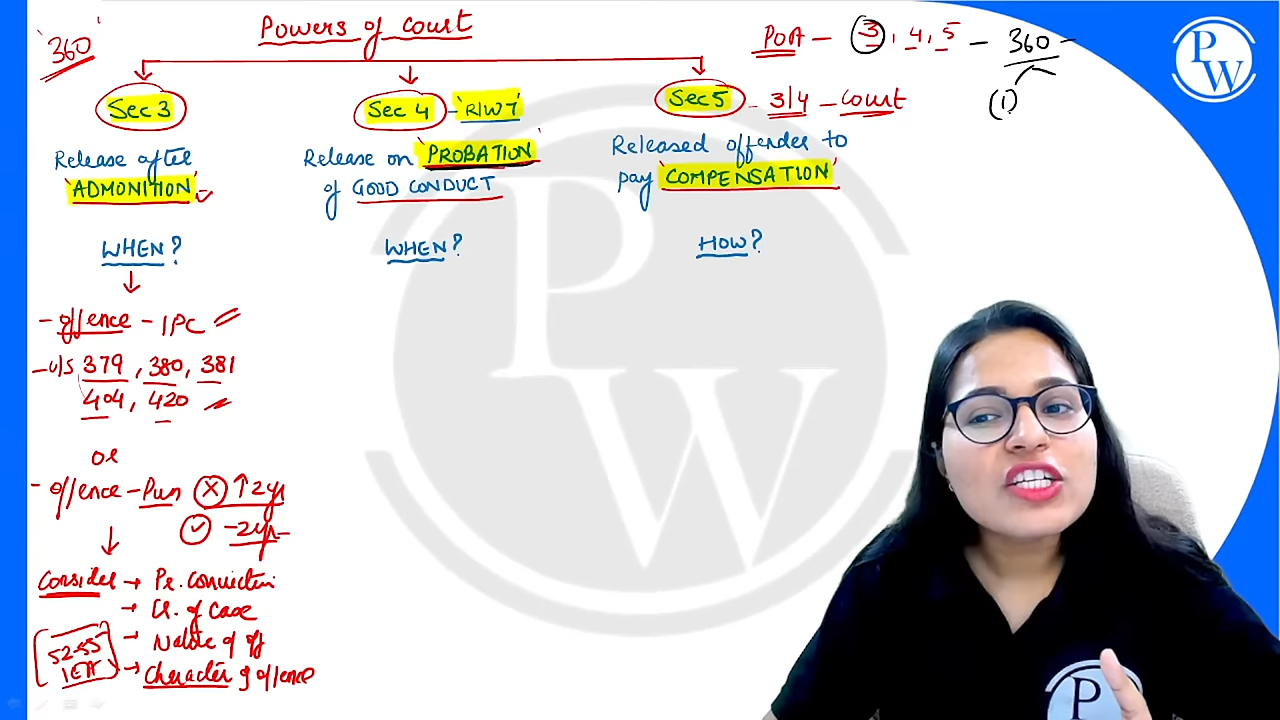 '360'
Powers of court
POA - 3, 4, 5 - 360 -
(1)
Sec 3
Sec 4 - 'R/W 7'
Sec 5 - 3/4 - court
Release after
'ADMONITION'
Release on 'PROBATION'
of GOOD CONDUCT
Released offender to
pay 'COMPENSATION'
WHEN?
WHEN?
HOW?
- offence - IPC
- u/s 379, 380, 381
404, 420
or
- offence - Pun (X) ↑ 2yr
(✓) - 2yr -
Consider → Pr. Conviction
→ Cr. of Case
→ Nature of off
→ Character of offence
52-55
IEA
P
W
P
W
P